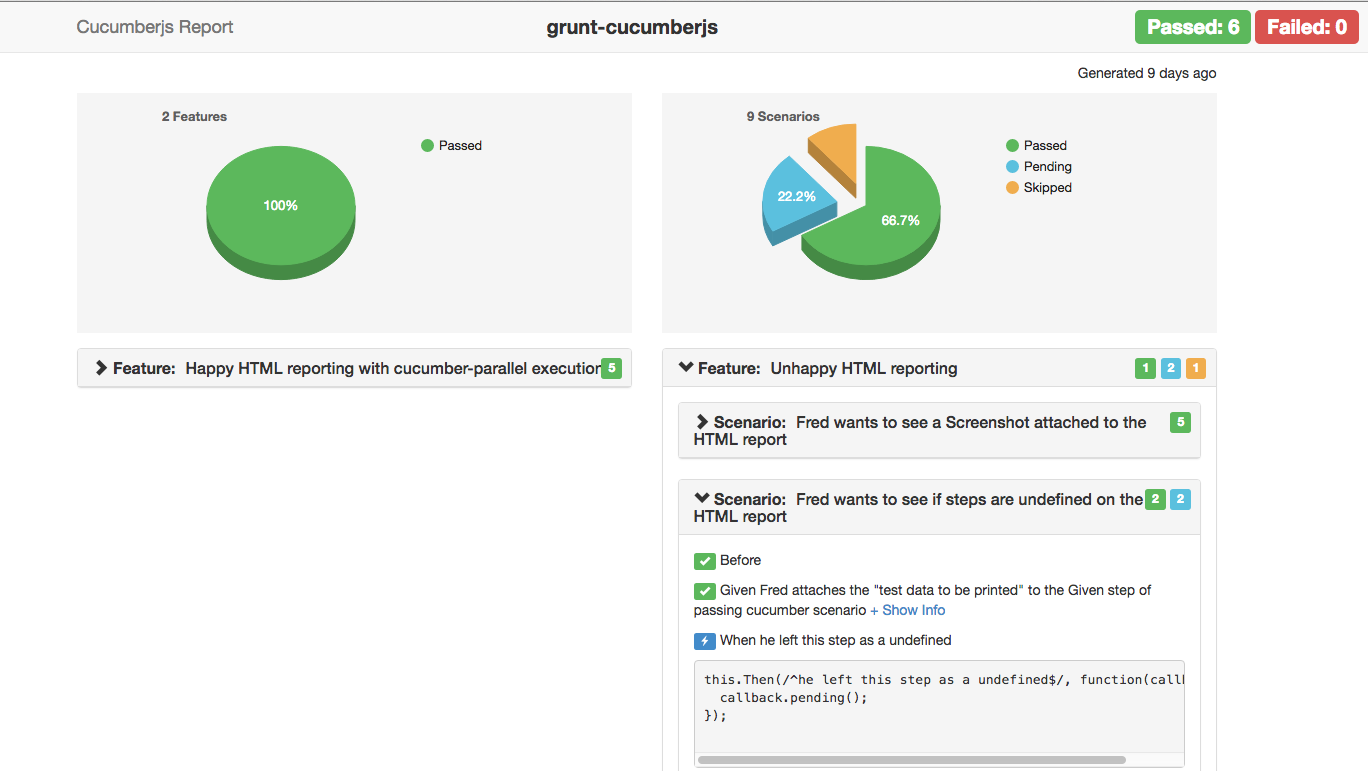 Cucumberjs Report
grunt-cucumberjs
Passed: 6
Failed: 0
Generated 9 days ago
2 Features
Passed
100%
9 Scenarios
Passed
Pending
Skipped
22.2%
66.7%
Feature: Happy HTML reporting with cucumber-parallel execution
5
Feature: Unhappy HTML reporting
1 2 1
Scenario: Fred wants to see a Screenshot attached to the
HTML report
5
Scenario: Fred wants to see if steps are undefined on the
HTML report
2 2
Before
Given Fred attaches the "test data to be printed" to the Given step of
passing cucumber scenario + Show Info
When he left this step as a undefined
this.Then(/^he left this step as a undefined$/, function(call
callback.pending();
});